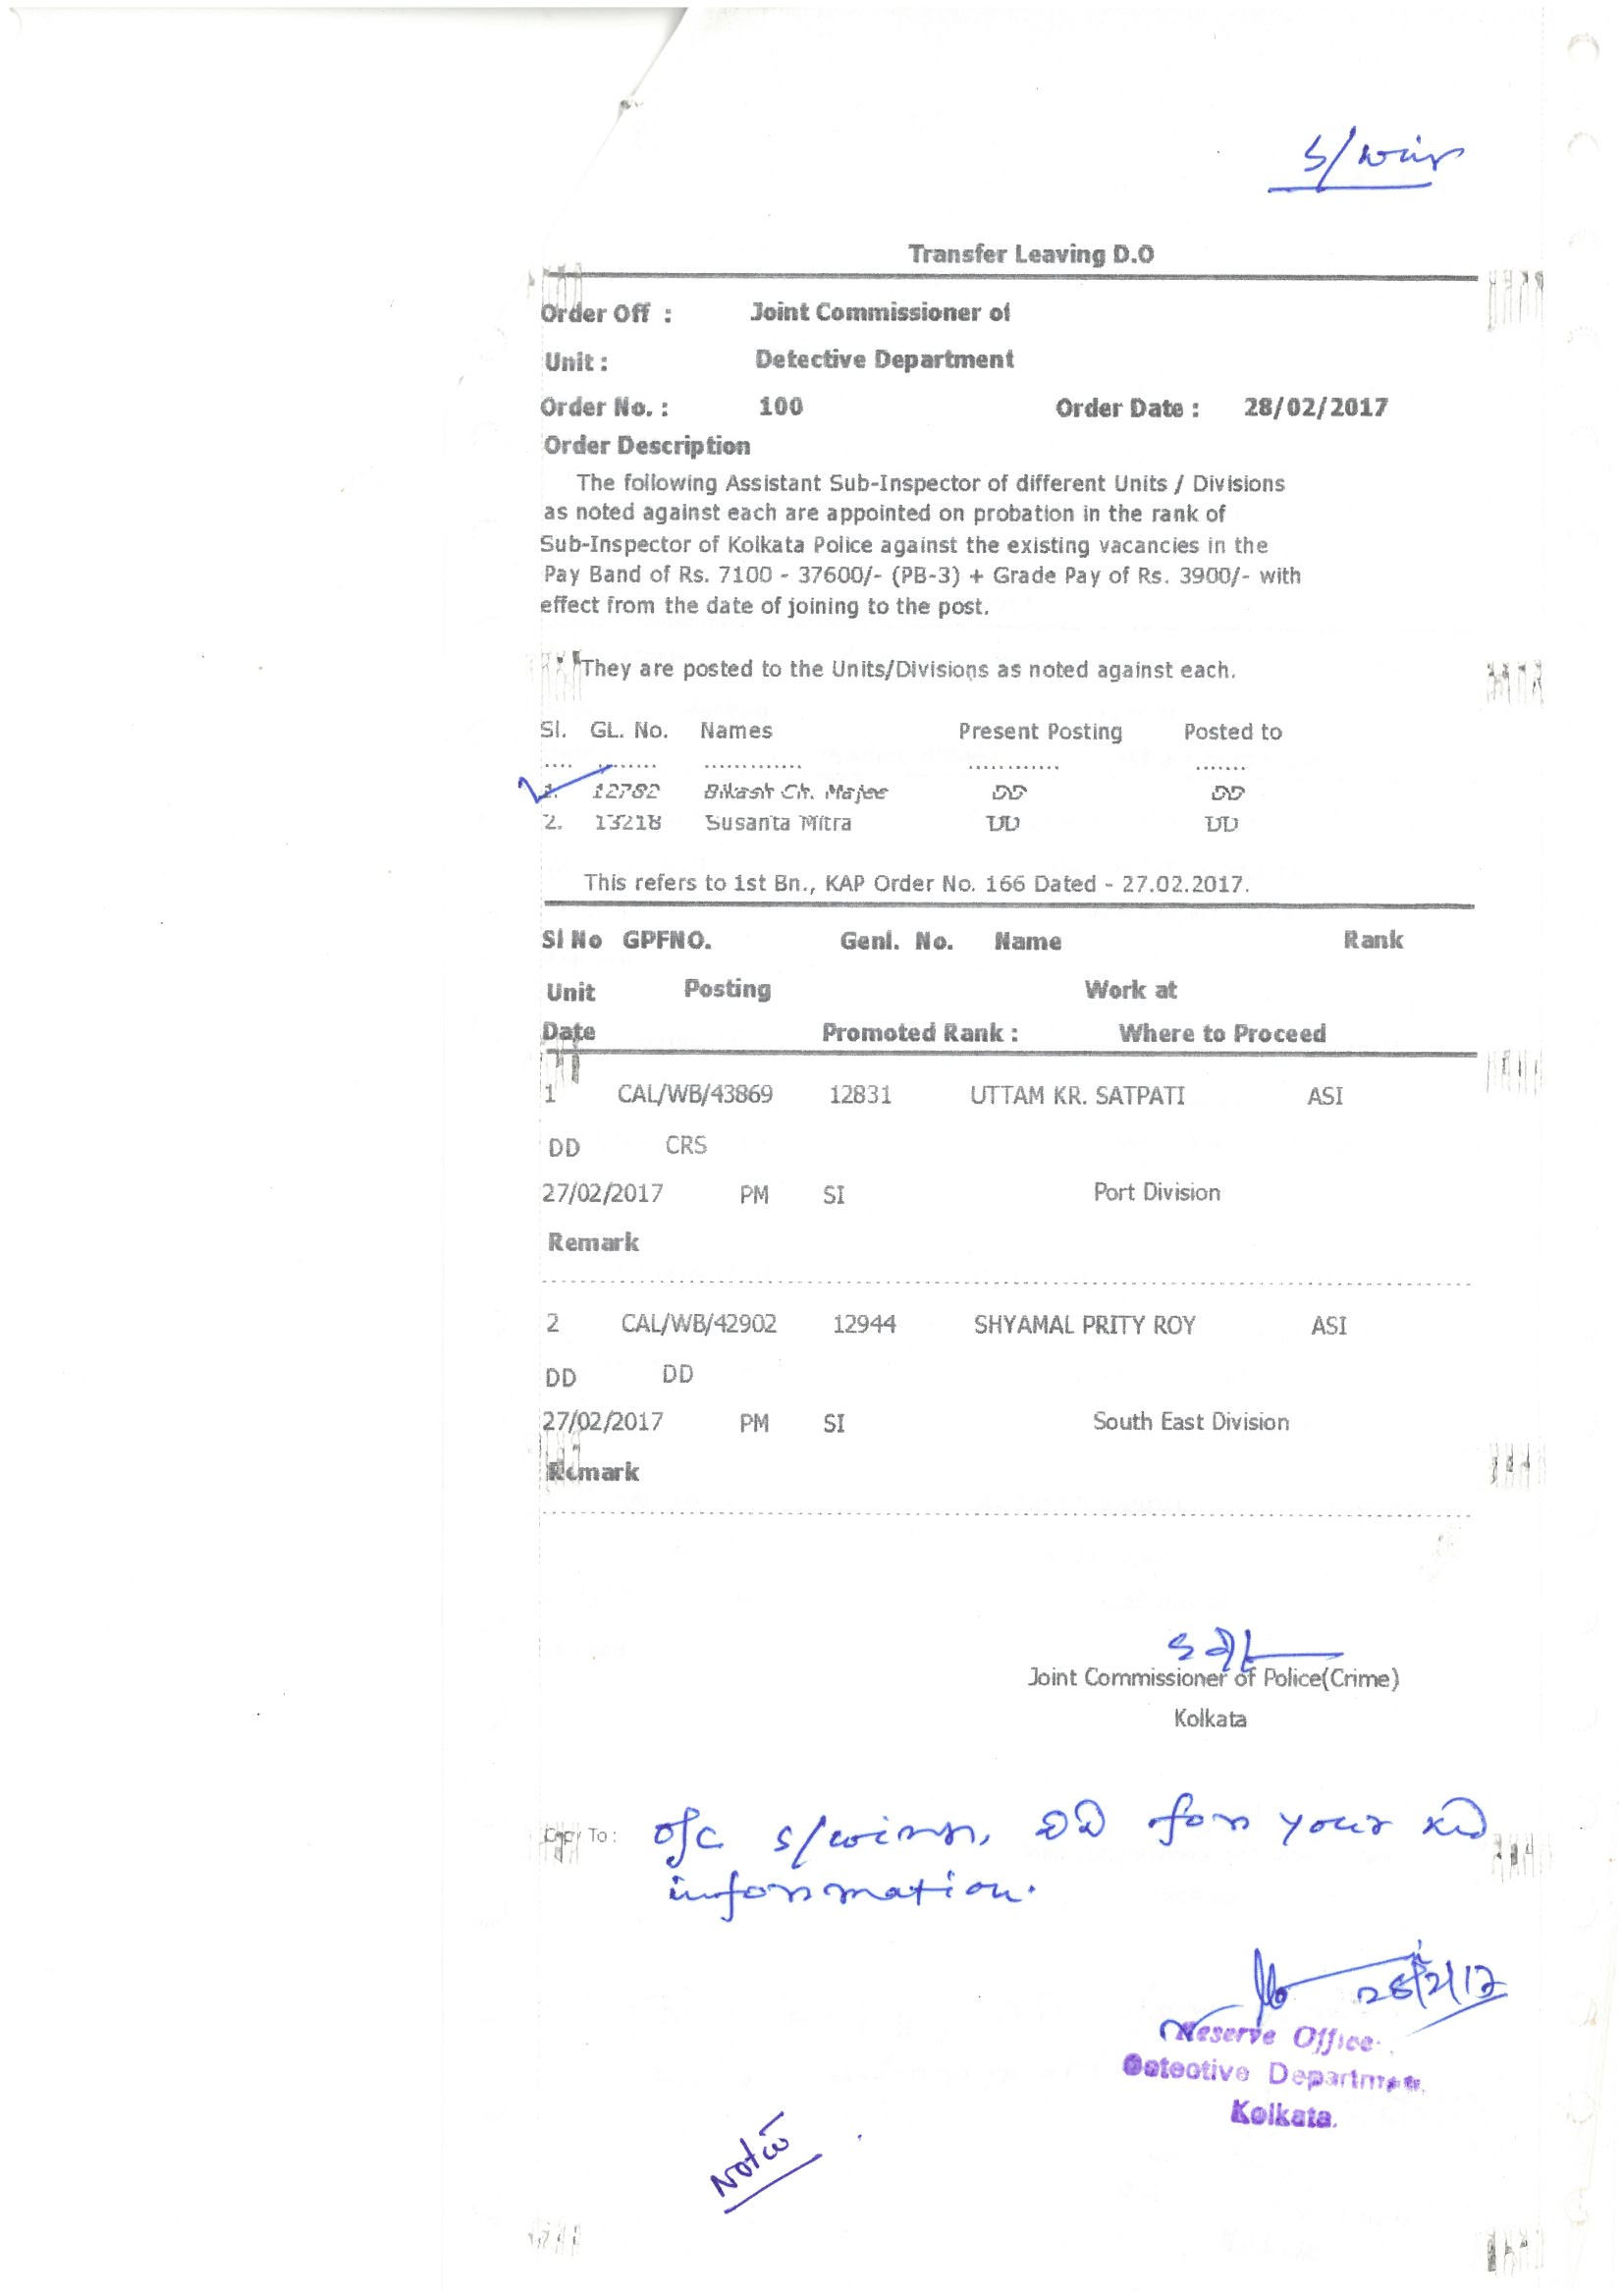 S/wing
Transfer Leaving D.O
Order Off : Joint Commissioner of
Unit : Detective Department
Order No. : 100 Order Date : 28/02/2017
Order Description
The following Assistant Sub-Inspector of different Units / Divisions
as noted against each are appointed on probation in the rank of
Sub-Inspector of Kolkata Police against the existing vacancies in the
Pay Band of Rs. 7100 - 37600/- (PB-3) + Grade Pay of Rs. 3900/- with
effect from the date of joining to the post.
They are posted to the Units/Divisions as noted against each.
Sl. GL. No. Names Present Posting Posted to
.... ........ ............. ............ .......
1. 12782 Bikash Ch. Majee DD DD
2. 13218 Susanta Mitra DD DD
This refers to 1st Bn., KAP Order No. 166 Dated - 27.02.2017.
Sl No GPFNO. Genl. No. Name Rank
Unit Posting Work at
Date Promoted Rank : Where to Proceed
1 CAL/WB/43869 12831 UTTAM KR. SATPATI ASI
DD CRS
27/02/2017 PM SI Port Division
Remark
2 CAL/WB/42902 12944 SHYAMAL PRITY ROY ASI
DD DD
27/02/2017 PM SI South East Division
Remark
Joint Commissioner of Police(Crime)
Kolkata
Copy To : O/C S/wing, DD for your
information.
28/2/17
Reserve Office
Detective Department
Kolkata.
Noted